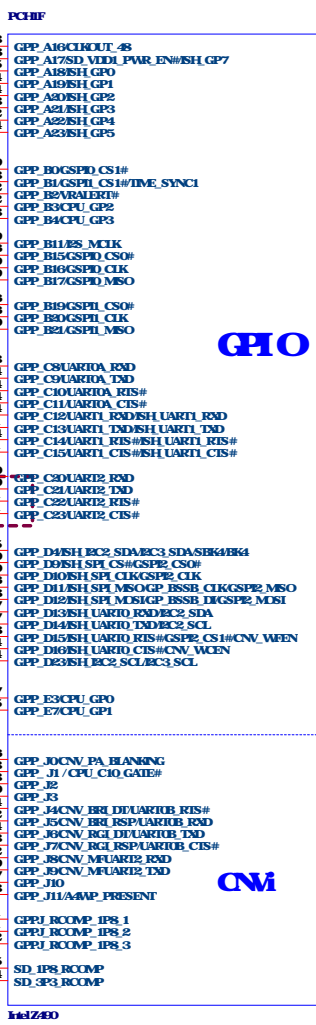 PCHIF
GPP_A16/CLKOUT_48
GPP_A17/SD_VDD1_PWR_EN#/ISH_GP7
GPP_A18/ISH_GP0
GPP_A19/ISH_GP1
GPP_A20/ISH_GP2
GPP_A21/ISH_GP3
GPP_A22/ISH_GP4
GPP_A23/ISH_GP5
GPP_B0/GSPI0_CS1#
GPP_B1/GSPI1_CS1#/TIME_SYNC1
GPP_B2/VRALERT#
GPP_B3/CPU_GP2
GPP_B4/CPU_GP3
GPP_B11/I2S_MCLK
GPP_B15/GSPI0_CS0#
GPP_B16/GSPI0_CLK
GPP_B17/GSPI0_MISO
GPP_B19/GSPI1_CS0#
GPP_B20/GSPI1_CLK
GPP_B21/GSPI1_MISO
GPIO
GPP_C8/UART0A_RXD
GPP_C9/UART0A_TXD
GPP_C10/UART0A_RTS#
GPP_C11/UART0A_CTS#
GPP_C12/UART1_RXD/ISH_UART1_RXD
GPP_C13/UART1_TXD/ISH_UART1_TXD
GPP_C14/UART1_RTS#/ISH_UART1_RTS#
GPP_C15/UART1_CTS#/ISH_UART1_CTS#
GPP_C20/UART2_RXD
GPP_C21/UART2_TXD
GPP_C22/UART2_RTS#
GPP_C23/UART2_CTS#
GPP_D4/ISH_I2C2_SDA/I2C3_SDA/SBK4/BK4
GPP_D9/ISH_SPI_CS#/GSPI2_CS0#
GPP_D10/ISH_SPI_CLK/GSPI2_CLK
GPP_D11/ISH_SPI_MISO/GP_BSSB_CLK/GSPI2_MISO
GPP_D12/ISH_SPI_MOSI/GP_BSSB_DI/GSPI2_MOSI
GPP_D13/ISH_UART0_RXD/I2C2_SDA
GPP_D14/ISH_UART0_TXD/I2C2_SCL
GPP_D15/ISH_UART0_RTS#/GSPI2_CS1#/CNV_WFEN
GPP_D16/ISH_UART0_CTS#/CNV_WCEN
GPP_D23/ISH_I2C2_SCL/I2C3_SCL
GPP_E3/CPU_GP0
GPP_E7/CPU_GP1
GPP_J0/CNV_PA_BLANKING
GPP_ J1 / CPU_C10_GATE#
GPP_J2
GPP_J3
GPP_J4/CNV_BRI_DT/UART0B_RTS#
GPP_J5/CNV_BRI_RSP/UART0B_RXD
GPP_J6/CNV_RGI_DT/UART0B_TXD
GPP_J7/CNV_RGI_RSP/UART0B_CTS#
GPP_J8/CNV_MFUART2_RXD
GPP_J9/CNV_MFUART2_TXD
GPP_J10
GPP_J11/A4WP_PRESENT
CNVi
GPPJ_RCOMP_1P8_1
GPPJ_RCOMP_1P8_2
GPPJ_RCOMP_1P8_3
SD_1P8_RCOMP
SD_3P3_RCOMP
Intel Z490